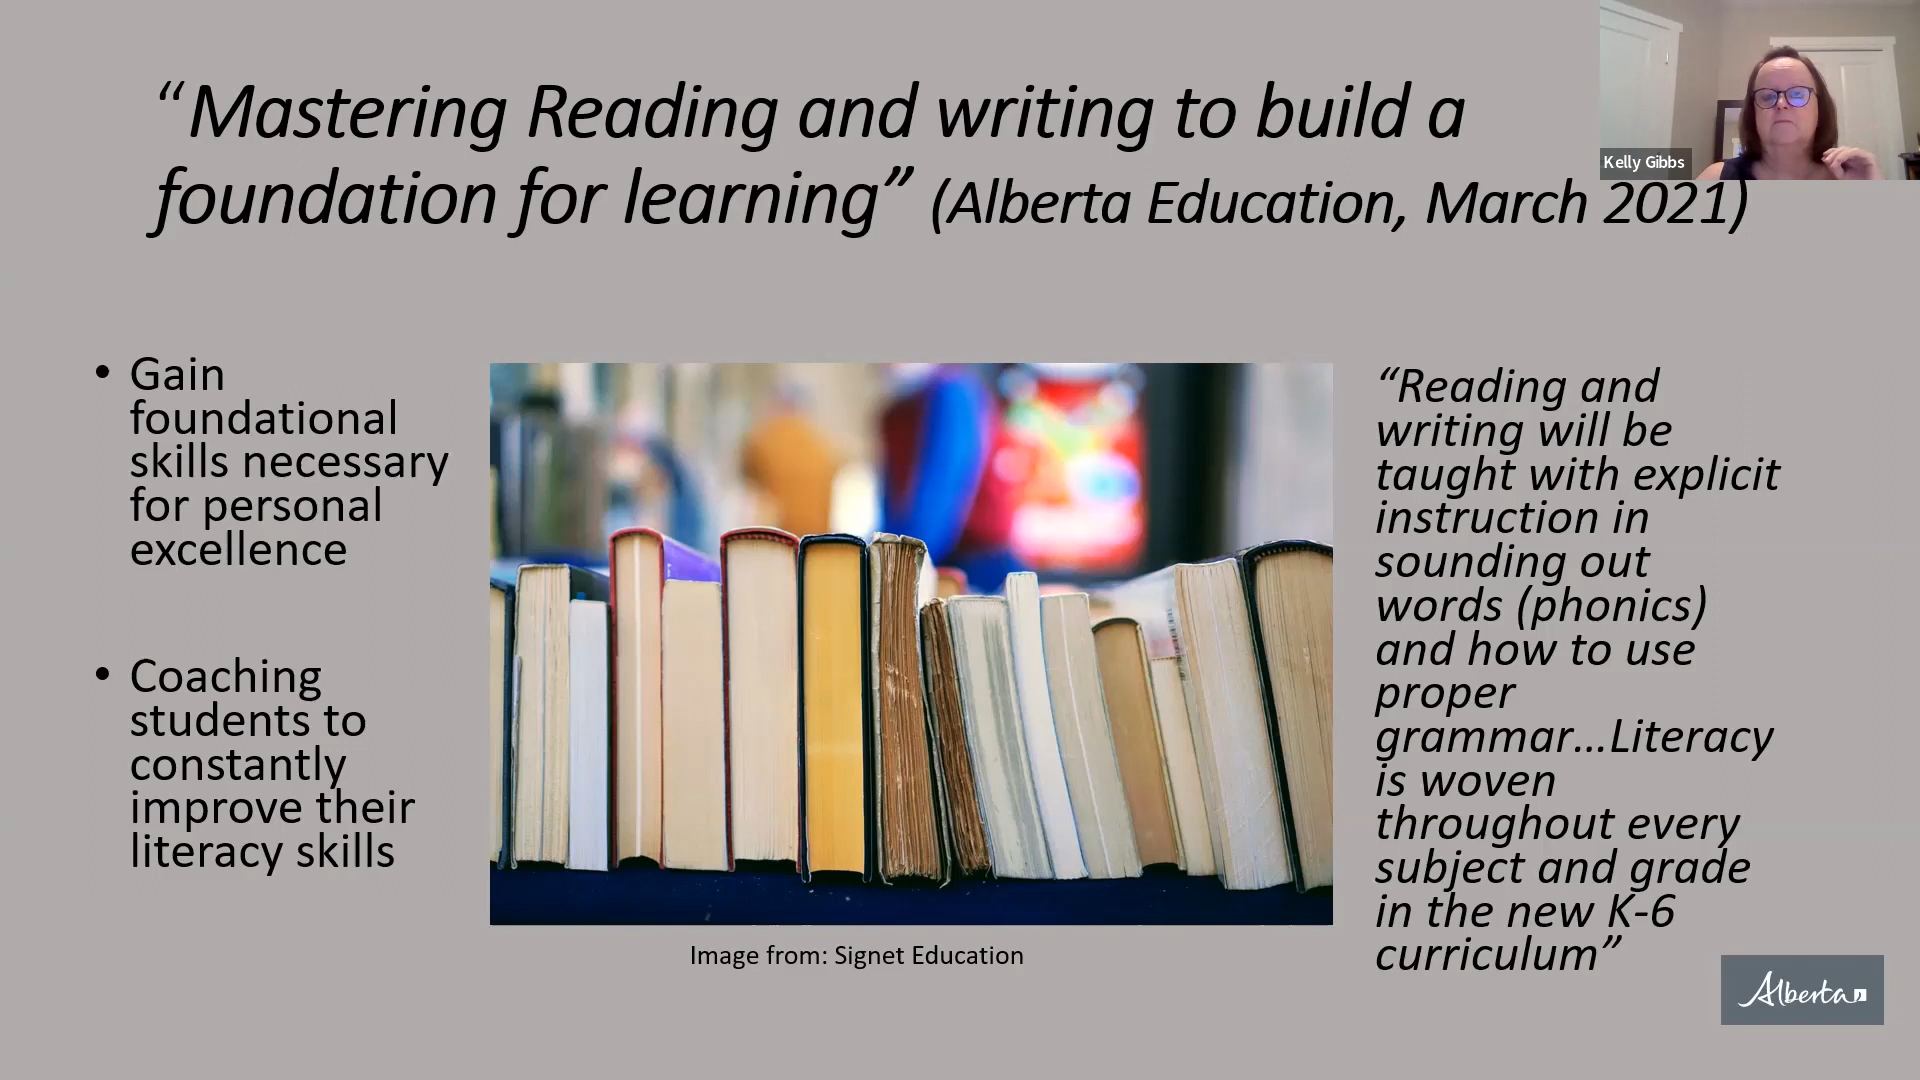 “Mastering Reading and writing to build a
foundation for learning” (Alberta Education, March 2021)
Kelly Gibbs
• Gain
foundational
skills necessary
for personal
excellence
• Coaching
students to
constantly
improve their
literacy skills
Image from: Signet Education
“Reading and
writing will be
taught with explicit
instruction in
sounding out
words (phonics)
and how to use
proper
grammar...Literacy
is woven
throughout every
subject and grade
in the new K-6
curriculum”
Alberta